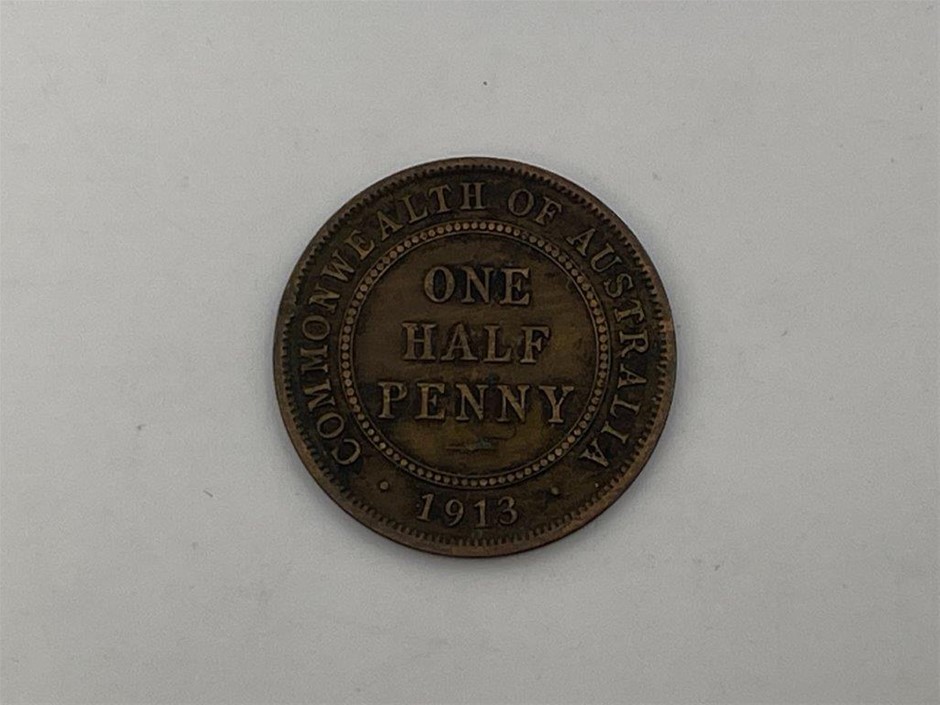 COMMONWEALTH OF AUSTRALIA
ONE
HALF
PENNY
1913